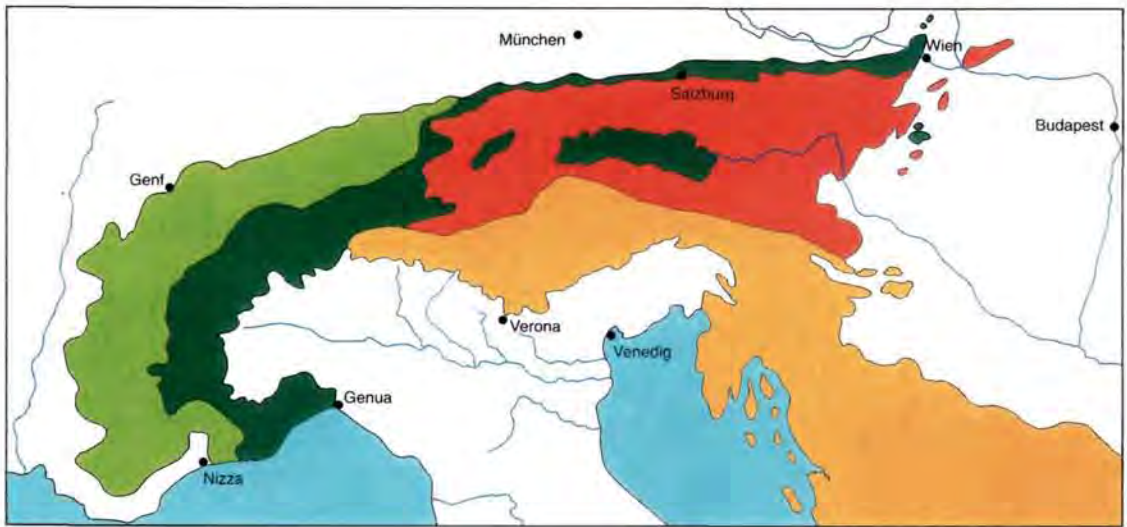 München
Wien
Salzburg
Budapest
Genf
Verona
Venedig
Genua
Nizza